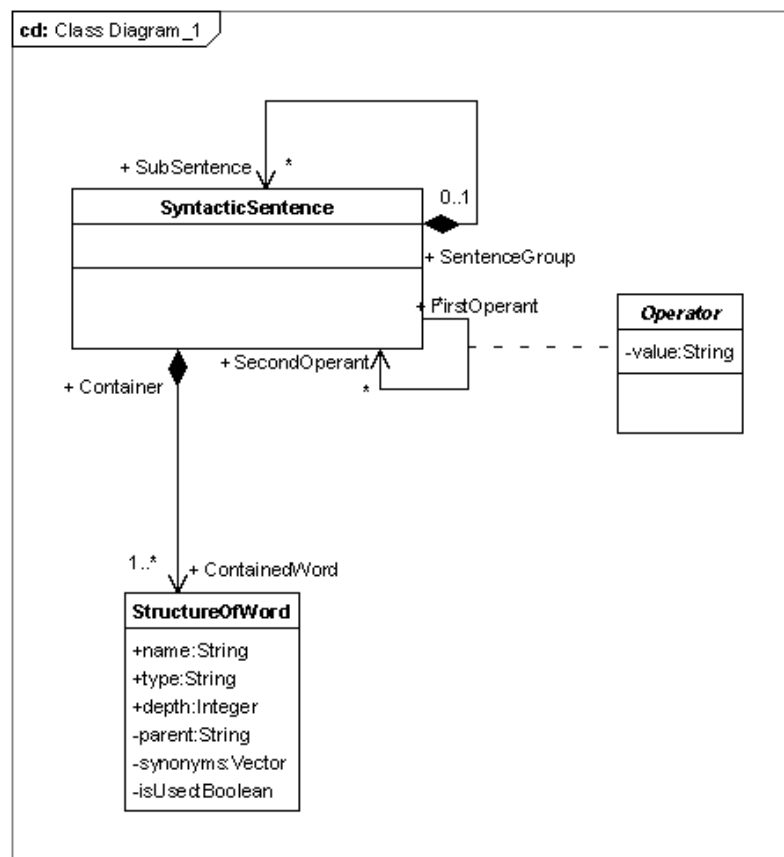 cd: Class Diagram_1
+ SubSentence
*
0..1
SyntacticSentence
+ SentenceGroup
+ FirstOperant
*
Operator
-value:String
+ SecondOperant
*
+ Container
1..*
+ ContainedWord
StructureOfWord
+name:String
+type:String
+depth:Integer
-parent:String
-synonyms:Vector
-isUsed:Boolean